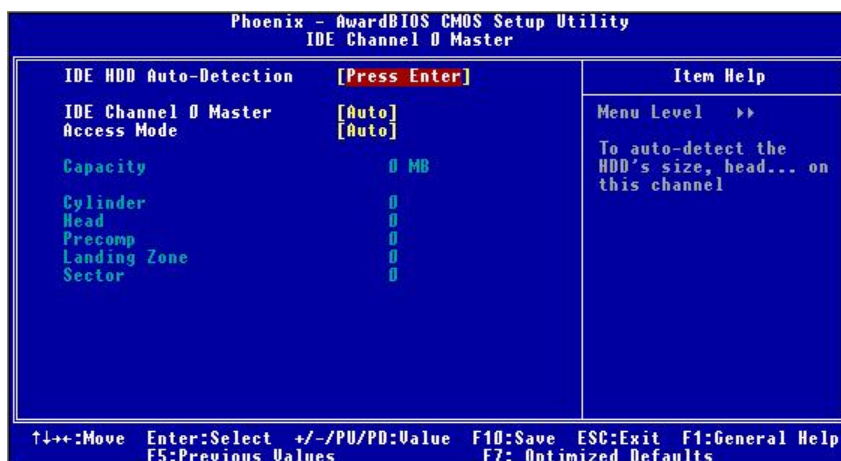 Phoenix - AwardBIOS CMOS Setup Utility
IDE Channel 0 Master
IDE HDD Auto-Detection [Press Enter]
IDE Channel 0 Master [Auto]
Access Mode [Auto]
Capacity 0 MB
Cylinder 0
Head 0
Precomp 0
Landing Zone 0
Sector 0
Item Help
Menu Level ▸▸
To auto-detect the
HDD's size, head... on
this channel
↑↓→←:Move Enter:Select +/-/PU/PD:Value F10:Save ESC:Exit F1:General Help
F5:Previous Values F7: Optimized Defaults